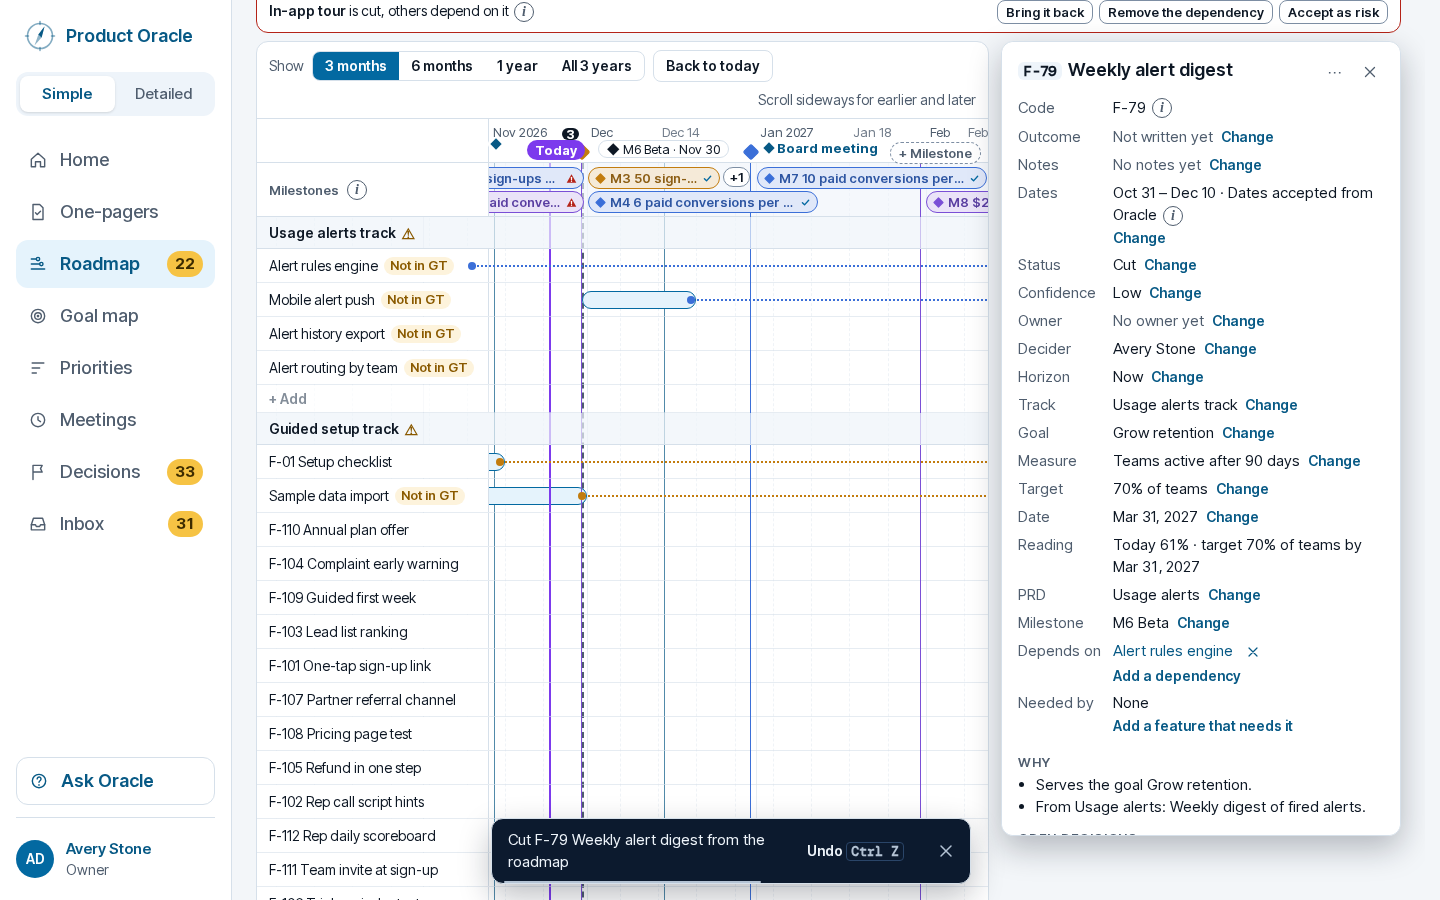 Product Oracle
Simple
Detailed
Home
One-pagers
Roadmap
22
Goal map
Priorities
Meetings
Decisions
33
Inbox
31
Ask Oracle
AD
Avery Stone
Owner
In-app tour is cut, others depend on it i
Bring it back
Remove the dependency
Accept as risk
Show
3 months
6 months
1 year
All 3 years
Back to today
Scroll sideways for earlier and later
Nov 2026
3
Dec
Dec 14
Jan 2027
Jan 18
Feb
Feb
Today
M6 Beta · Nov 30
Board meeting
+ Milestone
Milestones i
sign-ups ...
M3 50 sign-...
+1
M7 10 paid conversions per...
paid conve...
M4 6 paid conversions per ...
M8 $2
Usage alerts track
Alert rules engine Not in GT
Mobile alert push Not in GT
Alert history export Not in GT
Alert routing by team Not in GT
+ Add
Guided setup track
F-01 Setup checklist
Sample data import Not in GT
F-110 Annual plan offer
F-104 Complaint early warning
F-109 Guided first week
F-103 Lead list ranking
F-101 One-tap sign-up link
F-107 Partner referral channel
F-108 Pricing page test
F-105 Refund in one step
F-102 Rep call script hints
F-112 Rep daily scoreboard
F-111 Team invite at sign-up
Cut F-79 Weekly alert digest from the
roadmap
Undo Ctrl Z
F-79 Weekly alert digest
Code F-79 i
Outcome Not written yet Change
Notes No notes yet Change
Dates Oct 31 – Dec 10 · Dates accepted from
Oracle i
Change
Status Cut Change
Confidence Low Change
Owner No owner yet Change
Decider Avery Stone Change
Horizon Now Change
Track Usage alerts track Change
Goal Grow retention Change
Measure Teams active after 90 days Change
Target 70% of teams Change
Date Mar 31, 2027 Change
Reading Today 61% · target 70% of teams by
Mar 31, 2027
PRD Usage alerts Change
Milestone M6 Beta Change
Depends on Alert rules engine
Add a dependency
Needed by None
Add a feature that needs it
WHY
• Serves the goal Grow retention.
• From Usage alerts: Weekly digest of fired alerts.